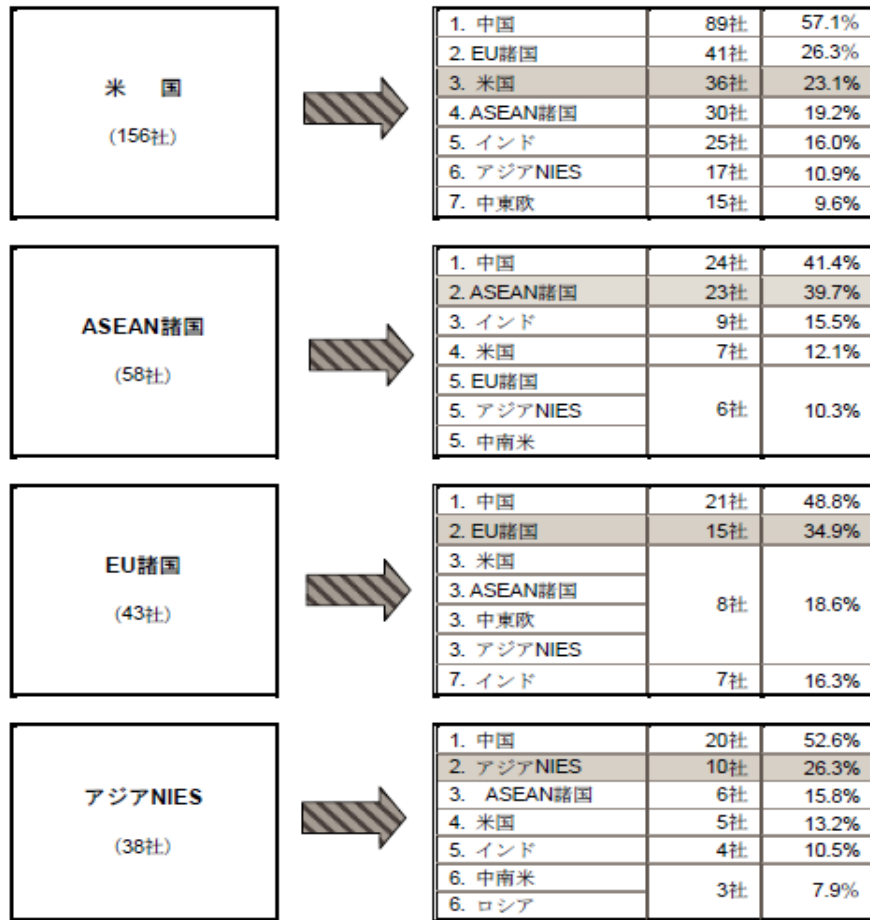 米 国
(156社)
1. 中国 89社 57.1%
2. EU諸国 41社 26.3%
3. 米国 36社 23.1%
4. ASEAN諸国 30社 19.2%
5. インド 25社 16.0%
6. アジアNIES 17社 10.9%
7. 中東欧 15社 9.6%
ASEAN諸国
(58社)
1. 中国 24社 41.4%
2. ASEAN諸国 23社 39.7%
3. インド 9社 15.5%
4. 米国 7社 12.1%
5. EU諸国
5. アジアNIES 6社 10.3%
5. 中南米
EU諸国
(43社)
1. 中国 21社 48.8%
2. EU諸国 15社 34.9%
3. 米国
3. ASEAN諸国
8社 18.6%
3. 中東欧
3. アジアNIES
7. インド 7社 16.3%
アジアNIES
(38社)
1. 中国 20社 52.6%
2. アジアNIES 10社 26.3%
3. ASEAN諸国 6社 15.8%
4. 米国 5社 13.2%
5. インド 4社 10.5%
6. 中南米
3社 7.9%
6. ロシア